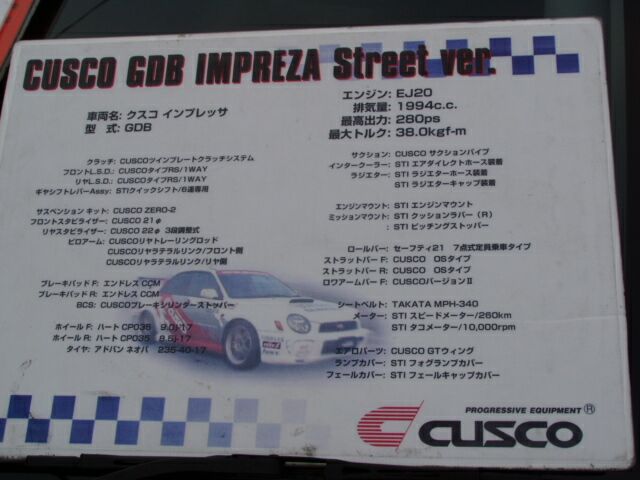 CUSCO GDB IMPREZA Street ver.
車両名: クスコ インプレッサ
型 式: GDB
エンジン: EJ20
排気量: 1994c.c.
最高出力: 280ps
最大トルク: 38.0kgf-m
クラッチ: CUSCOツインプレートクラッチシステム
フロントL.S.D.: CUSCOタイプRS/1WAY
リヤL.S.D.: CUSCOタイプRS/1WAY
ギヤシフトレバーAssy: STIクイックシフト/6速専用
サスペンション キット: CUSCO ZERO-2
フロントスタビライザー: CUSCO 21φ
リヤスタビライザー: CUSCO 22φ 3段調整式
ピロアーム: CUSCOリヤトレーリングロッド
CUSCOリヤラテラルリンク/フロント側
CUSCOリヤラテラルリンク/リヤ側
ブレーキパッド F: エンドレス CCM
ブレーキパッド R: エンドレス CCM
BCS: CUSCOブレーキシリンダーストッパー
ホイール F: ハート CP035 9.0J-17
ホイール R: ハート CP035 8.5J-17
タイヤ: アドバン ネオバ 235-40-17
サクション: CUSCO サクションパイプ
インタークーラー: STI エアダイレクトホース装着
ラジエター: STI ラジエターホース装着
STI ラジエターキャップ装着
エンジンマウント: STI エンジンマウント
ミッションマウント: STI クッションラバー（R）
: STI ピッチングストッパー
ロールバー: セーフティ21 7点式定員乗車タイプ
ストラットバー F: CUSCO OSタイプ
ストラットバー R: CUSCO OSタイプ
ロワアームバー F: CUSCOバージョンⅡ
シートベルト: TAKATA MPH-340
メーター: STI スピードメーター/260km
STI タコメーター/10,000rpm
エアロパーツ: CUSCO GTウィング
ランプカバー: STI フォグランプカバー
フェールカバー: STI フェールキャップカバー
PROGRESSIVE EQUIPMENT®
CUSCO